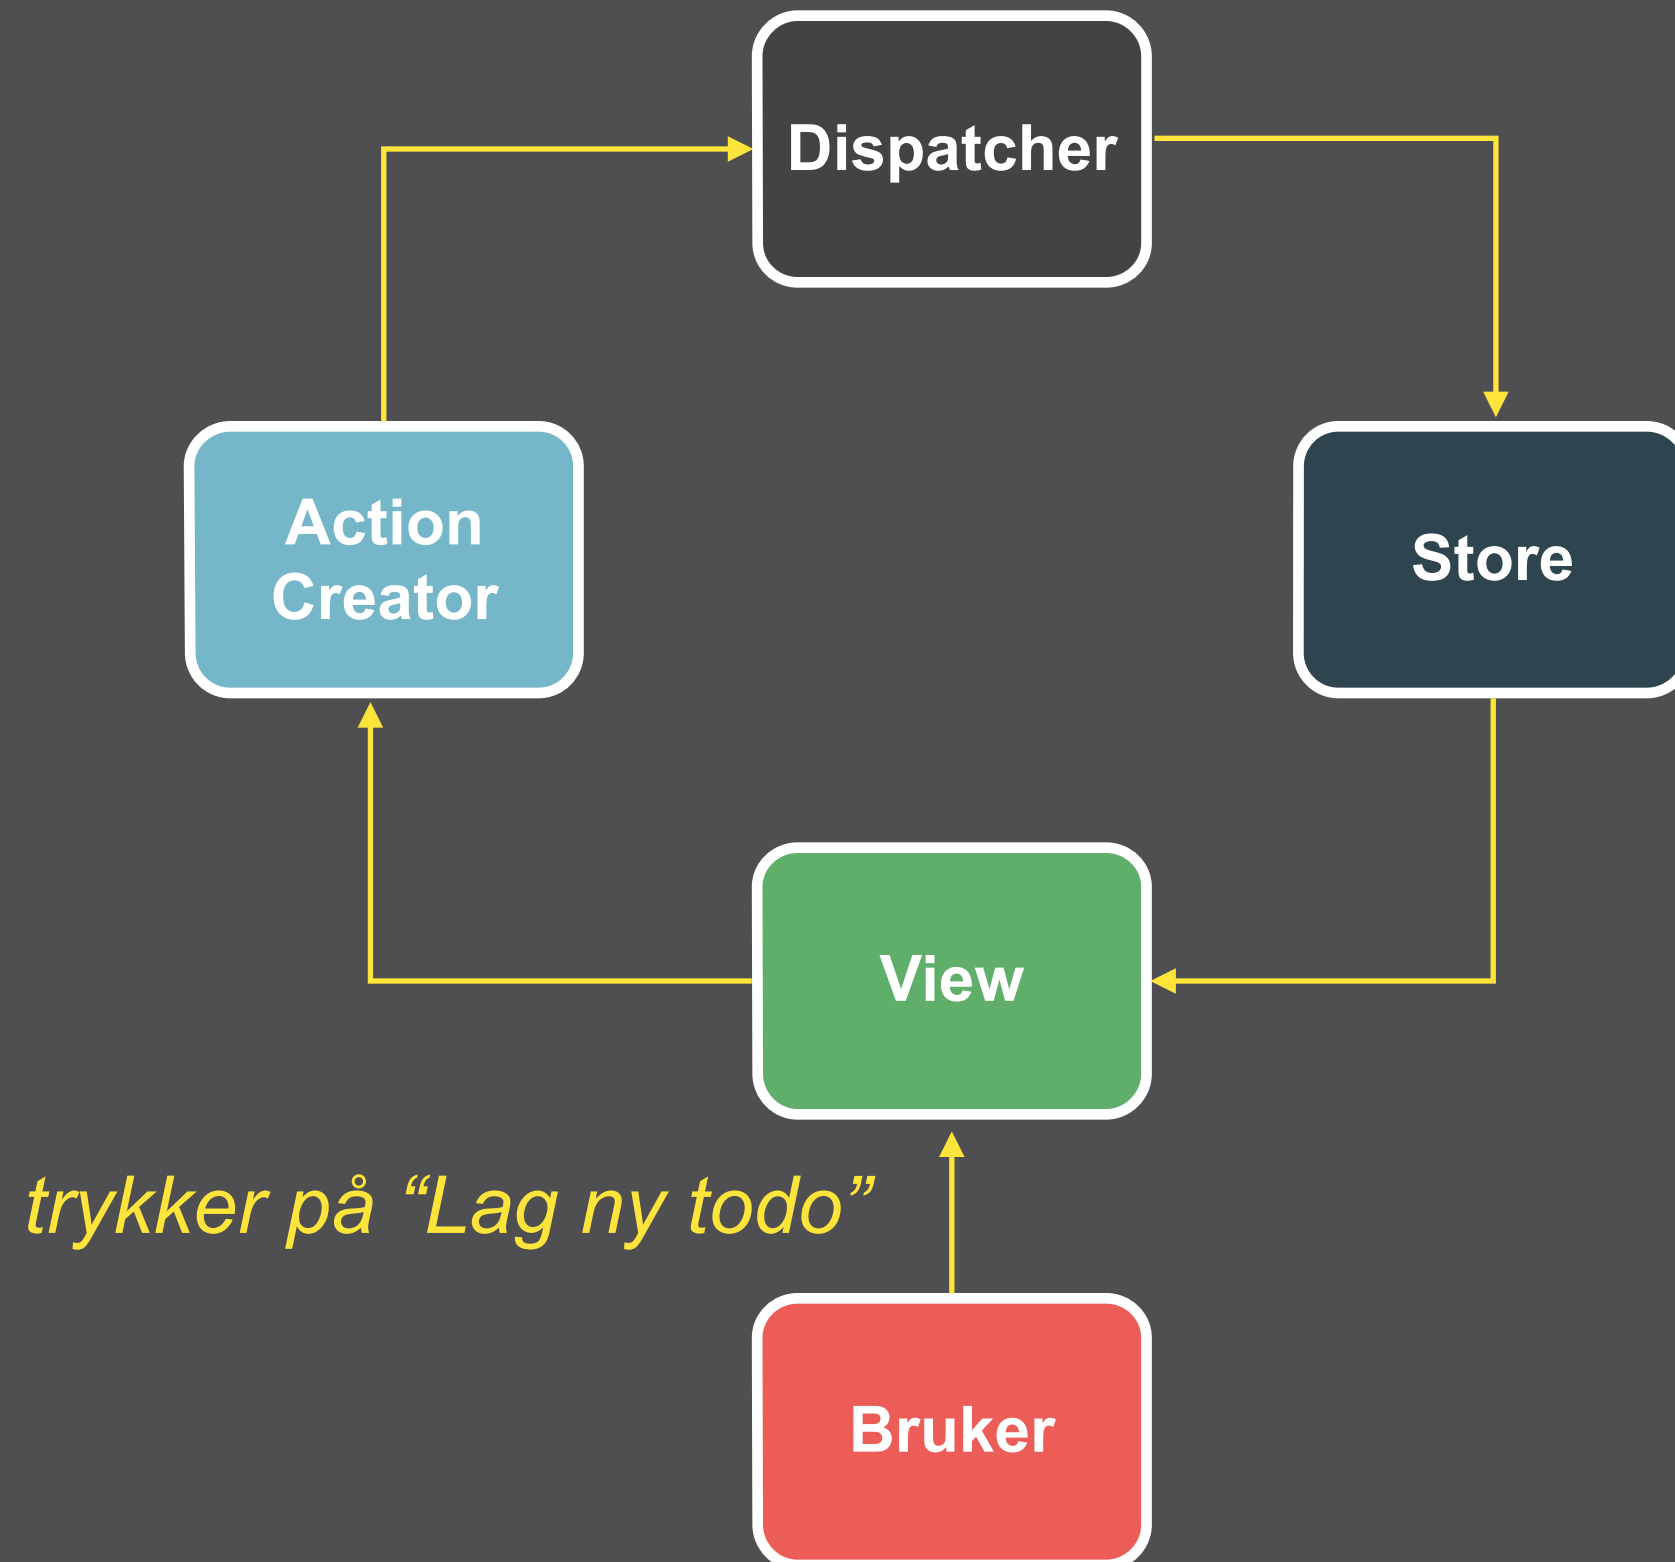 Dispatcher
Action
Creator
Store
View
trykker på “Lag ny todo”
Bruker